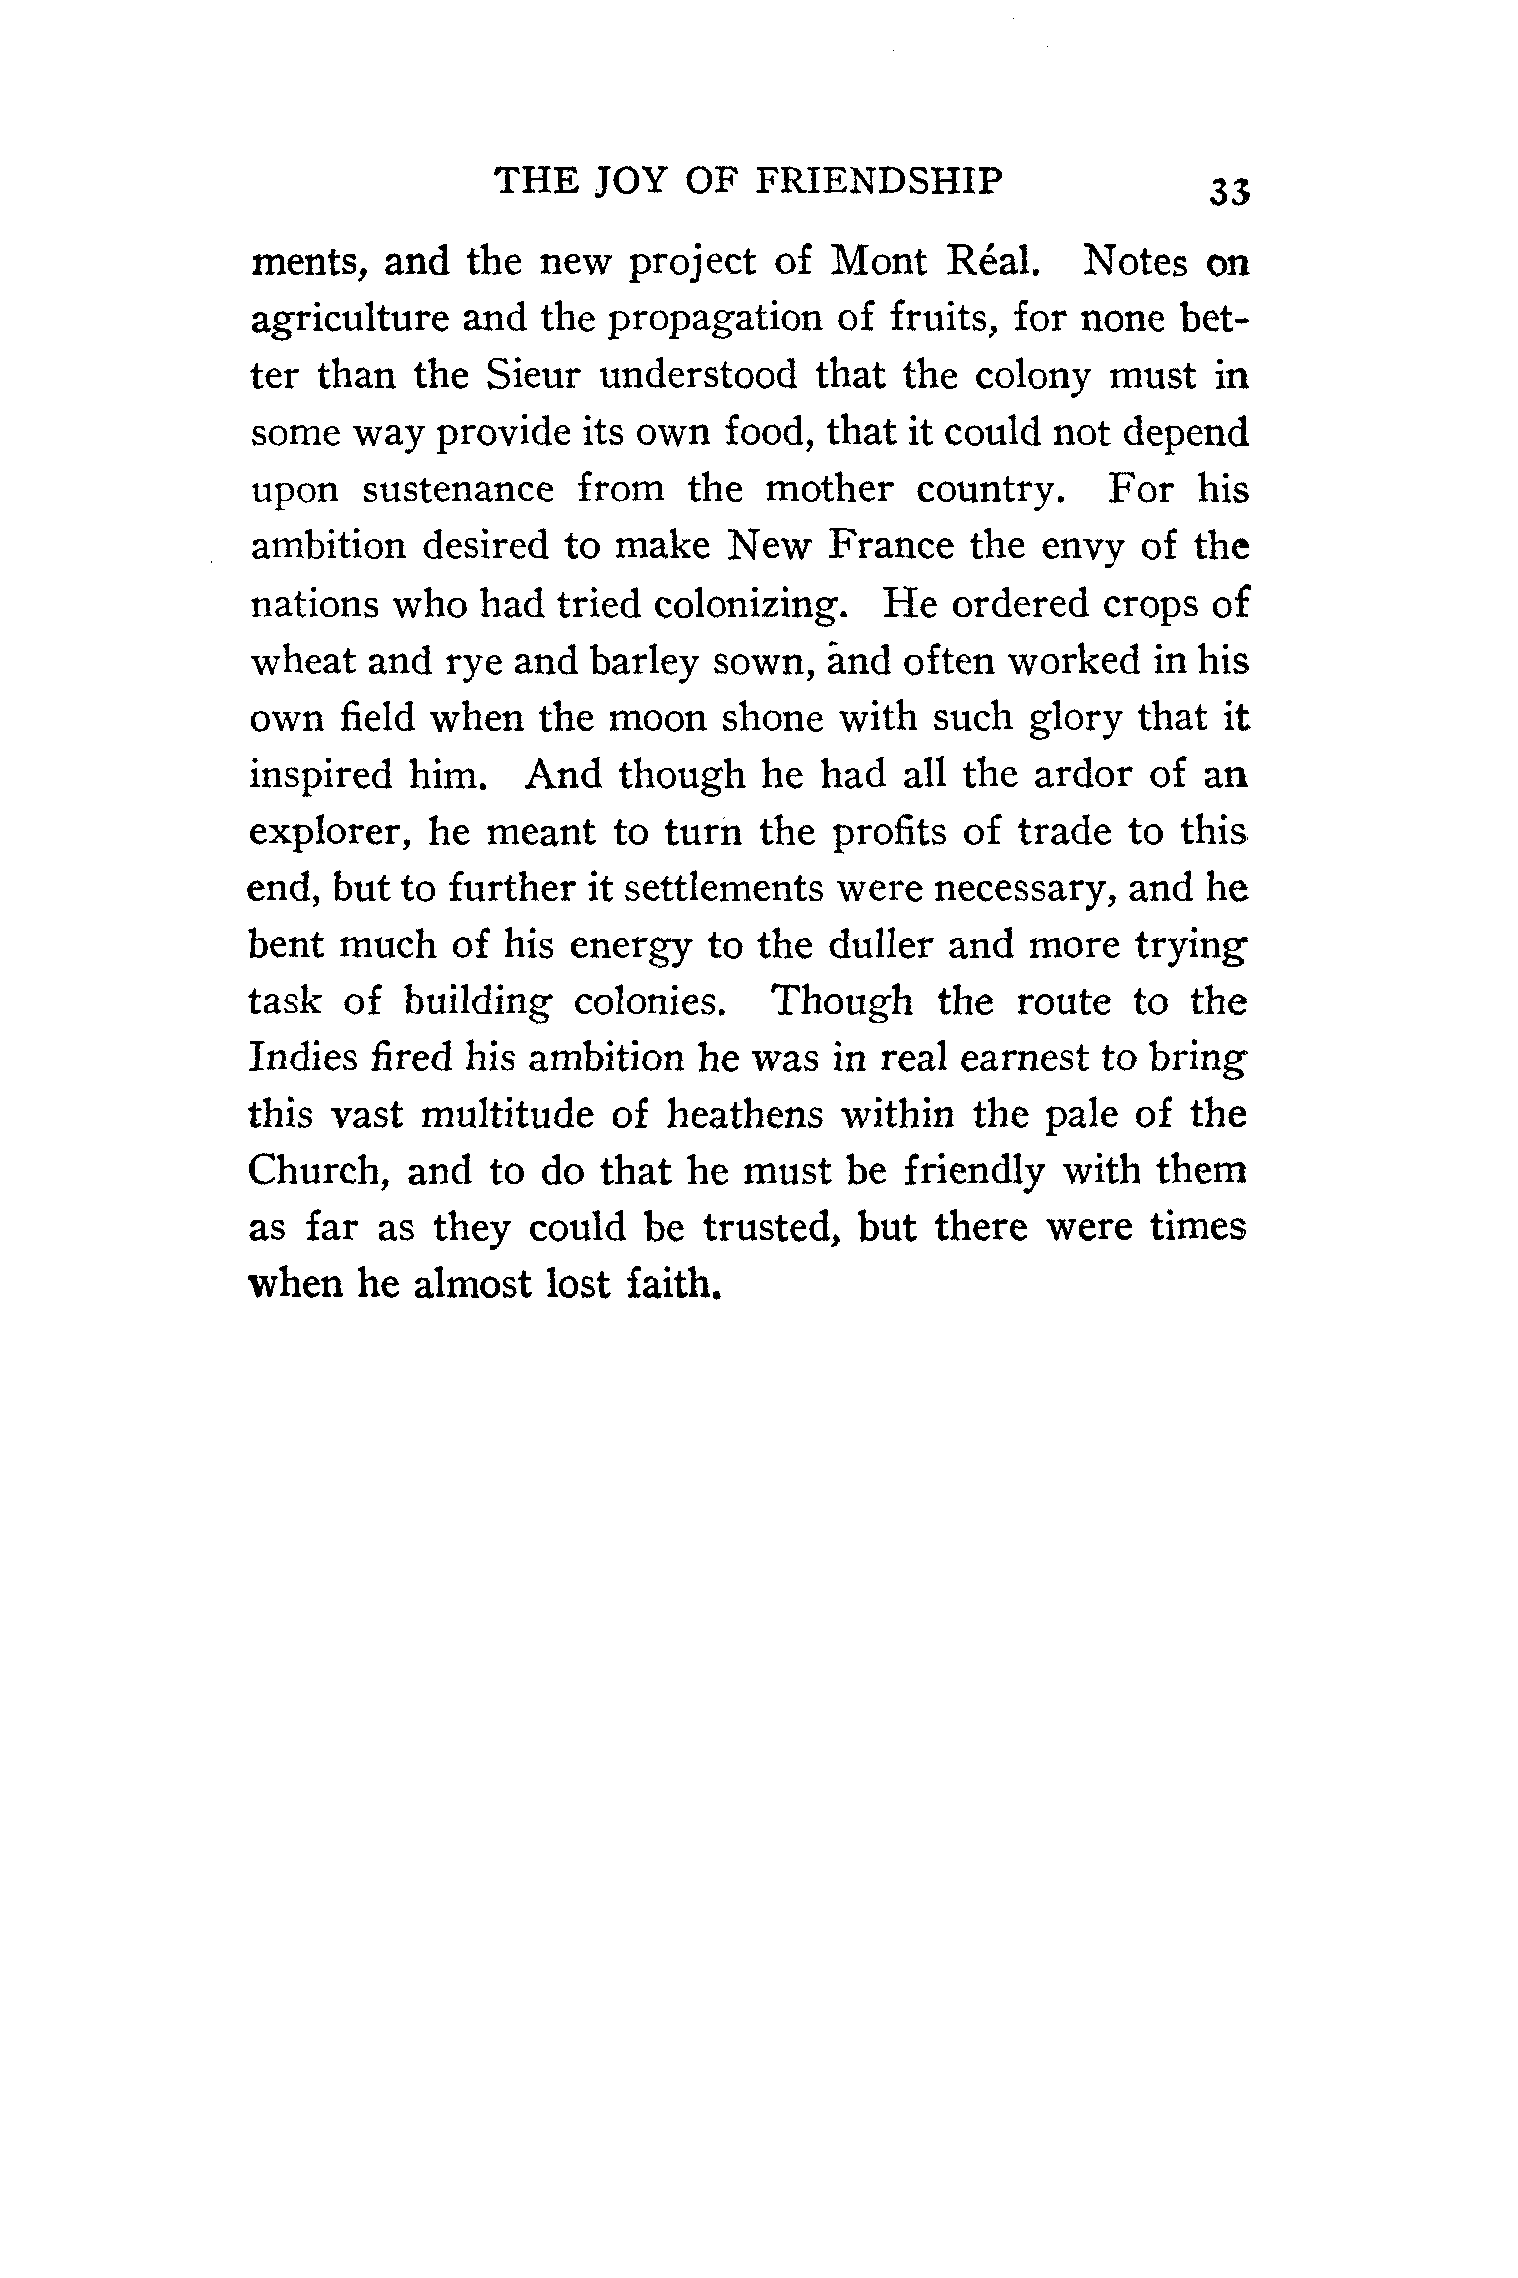 THE JOY OF FRIENDSHIP 33
ments, and the new project of Mont Réal. Notes on
agriculture and the propagation of fruits, for none bet-
ter than the Sieur understood that the colony must in
some way provide its own food, that it could not depend
upon sustenance from the mother country. For his
ambition desired to make New France the envy of the
nations who had tried colonizing. He ordered crops of
wheat and rye and barley sown, and often worked in his
own field when the moon shone with such glory that it
inspired him. And though he had all the ardor of an
explorer, he meant to turn the profits of trade to this
end, but to further it settlements were necessary, and he
bent much of his energy to the duller and more trying
task of building colonies. Though the route to the
Indies fired his ambition he was in real earnest to bring
this vast multitude of heathens within the pale of the
Church, and to do that he must be friendly with them
as far as they could be trusted, but there were times
when he almost lost faith.